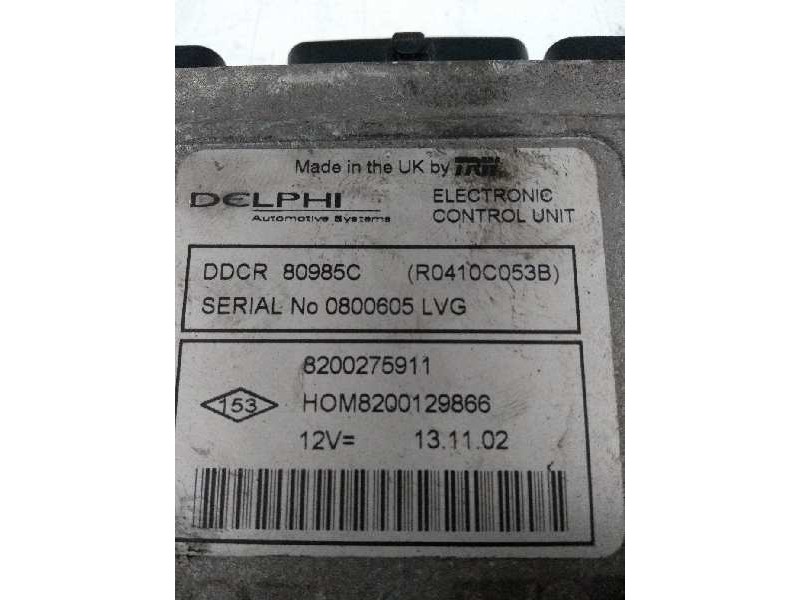 Made in the UK by TRW
DELPHI
Automotive Systems
ELECTRONIC
CONTROL UNIT
DDCR 80985C (R0410C053B)
SERIAL No 0800605 LVG
8200275911
153
HOM8200129866
12V= 13.11.02